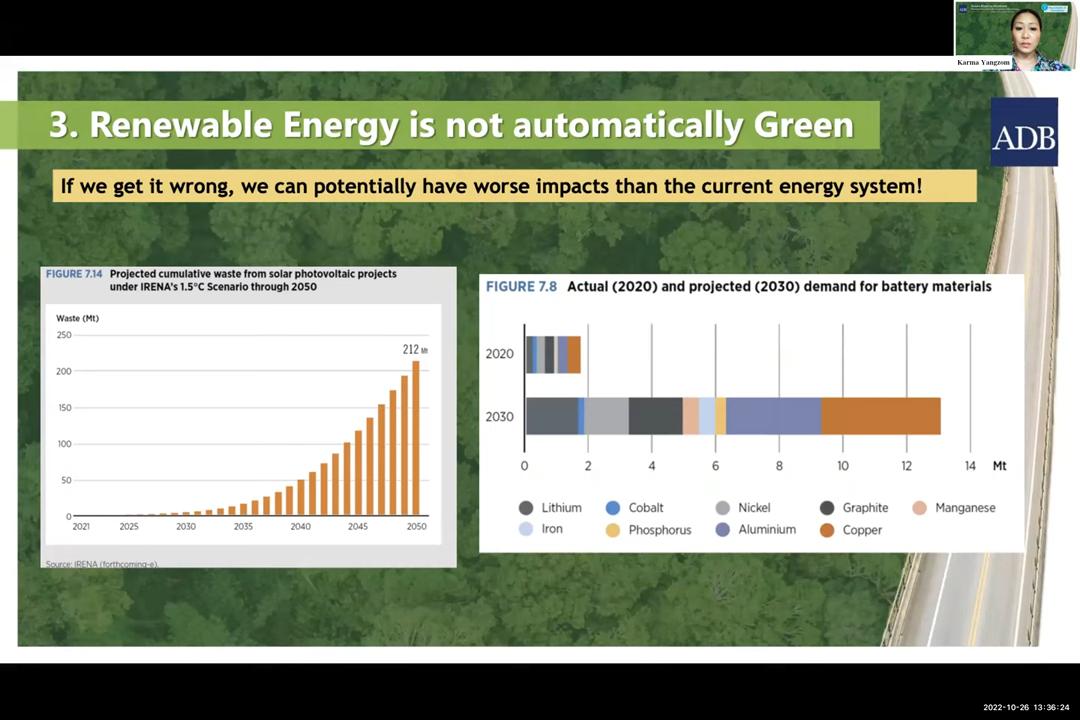 Karma Yangzom
3. Renewable Energy is not automatically Green
ADB
If we get it wrong, we can potentially have worse impacts than the current energy system!
FIGURE 7.14 Projected cumulative waste from solar photovoltaic projects
under IRENA's 1.5°C Scenario through 2050
Waste (Mt)
250
212 Mt
200
150
100
50
0
2021 2025 2030 2035 2040 2045 2050
Source: IRENA (forthcoming-e).
FIGURE 7.8 Actual (2020) and projected (2030) demand for battery materials
2020
2030
0 2 4 6 8 10 12 14 Mt
Lithium Cobalt Nickel Graphite Manganese
Iron Phosphorus Aluminium Copper
2022-10-26 13:36:24